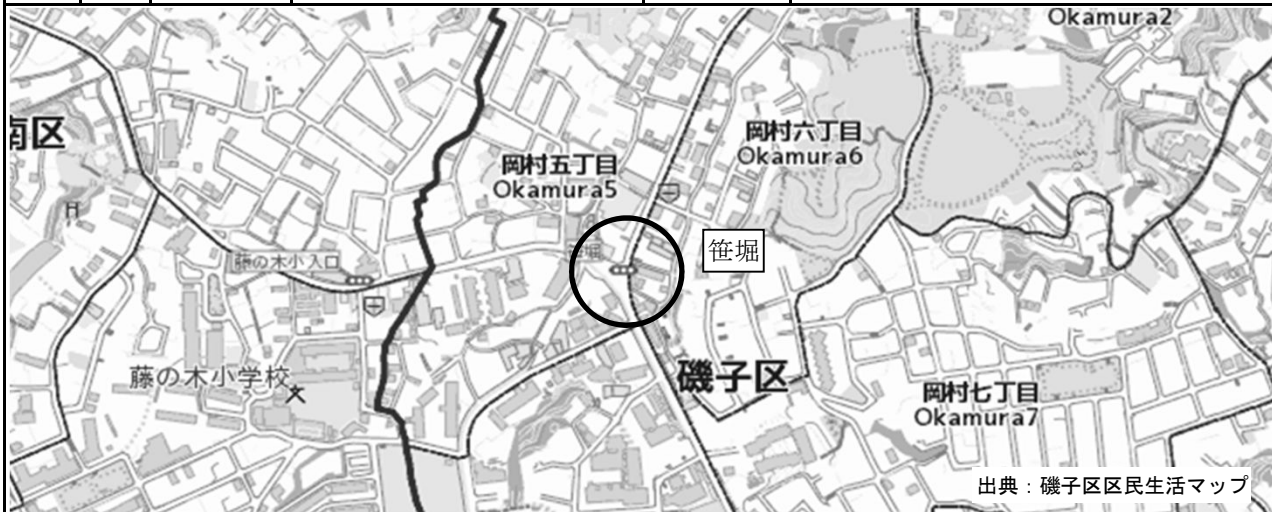 Okamura2
南区
岡村六丁目
Okamura6
岡村五丁目
Okamura5
笹堀
笹堀
藤の木小入口
藤の木小学校
磯子区
岡村七丁目
Okamura7
出典：磯子区区民生活マップ